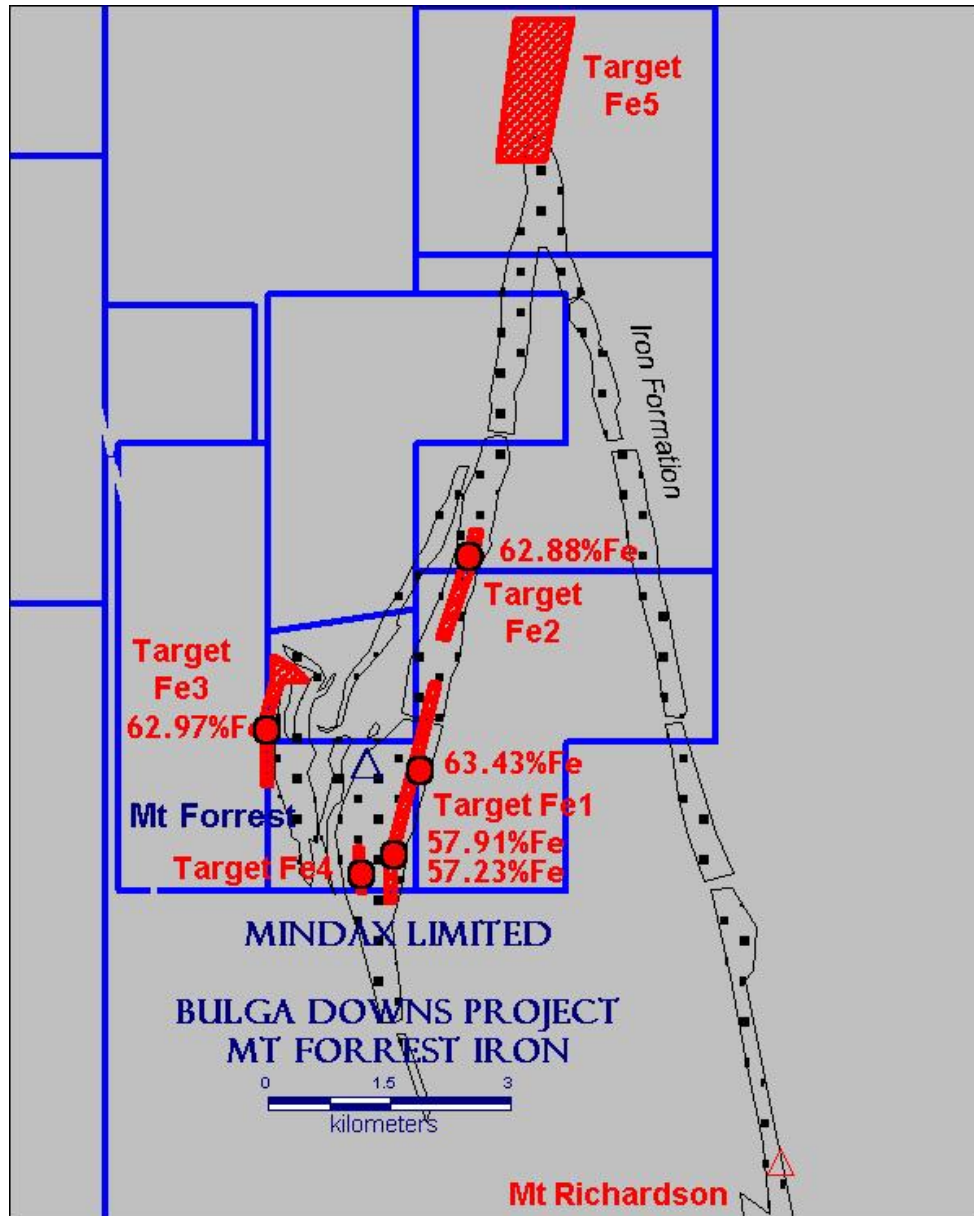 Target
Fe5
Iron Formation
62.88%Fe
Target
Fe2
Target
Fe3
62.97%F
63.43%Fe
Mt Forrest
Target Fe1
57.91%Fe
Target Fe4
57.23%Fe
MINDAX LIMITED
BULGA DOWNS PROJECT
MT FORREST IRON
0 1.5 3
kilometers
Mt Richardson